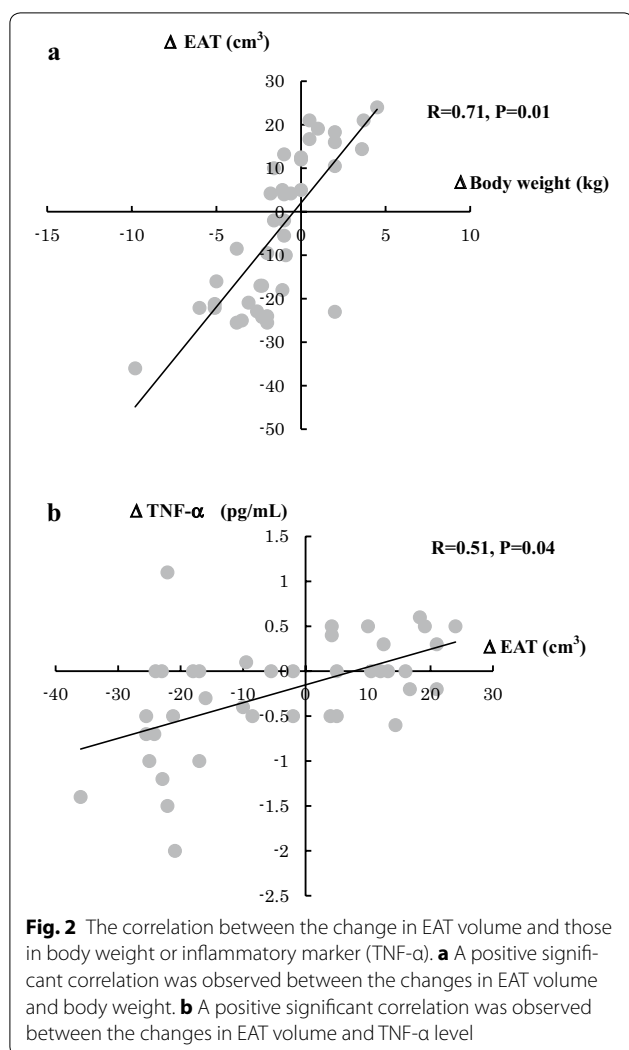 a
Δ EAT (cm³)
R=0.71, P=0.01
Δ Body weight (kg)
30
20
10
0
-10
-20
-30
-40
-50
-15
-10
-5
0
5
10
b
Δ TNF-α (pg/mL)
R=0.51, P=0.04
Δ EAT (cm³)
1.5
1
0.5
0
-0.5
-1
-1.5
-2
-2.5
-40
-30
-20
-10
0
10
20
30
Fig. 2 The correlation between the change in EAT volume and those
in body weight or inflammatory marker (TNF-α). a A positive signifi-
cant correlation was observed between the changes in EAT volume
and body weight. b A positive significant correlation was observed
between the changes in EAT volume and TNF-α level